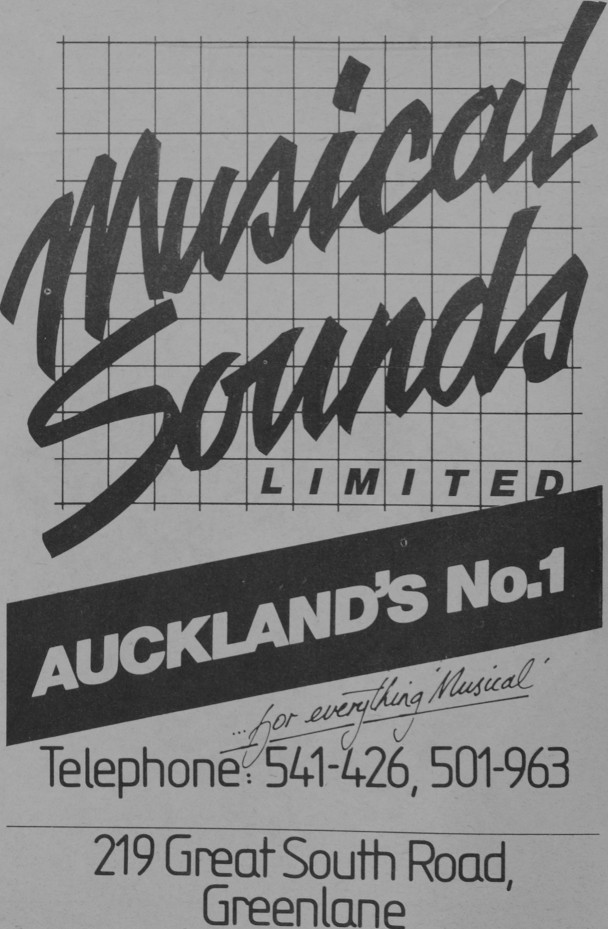 Musical
Sounds
LIMITED
AUCKLAND'S No.1
...for everything 'Musical'
Telephone: 541-426, 501-963
219 Great South Road,
Greenlane